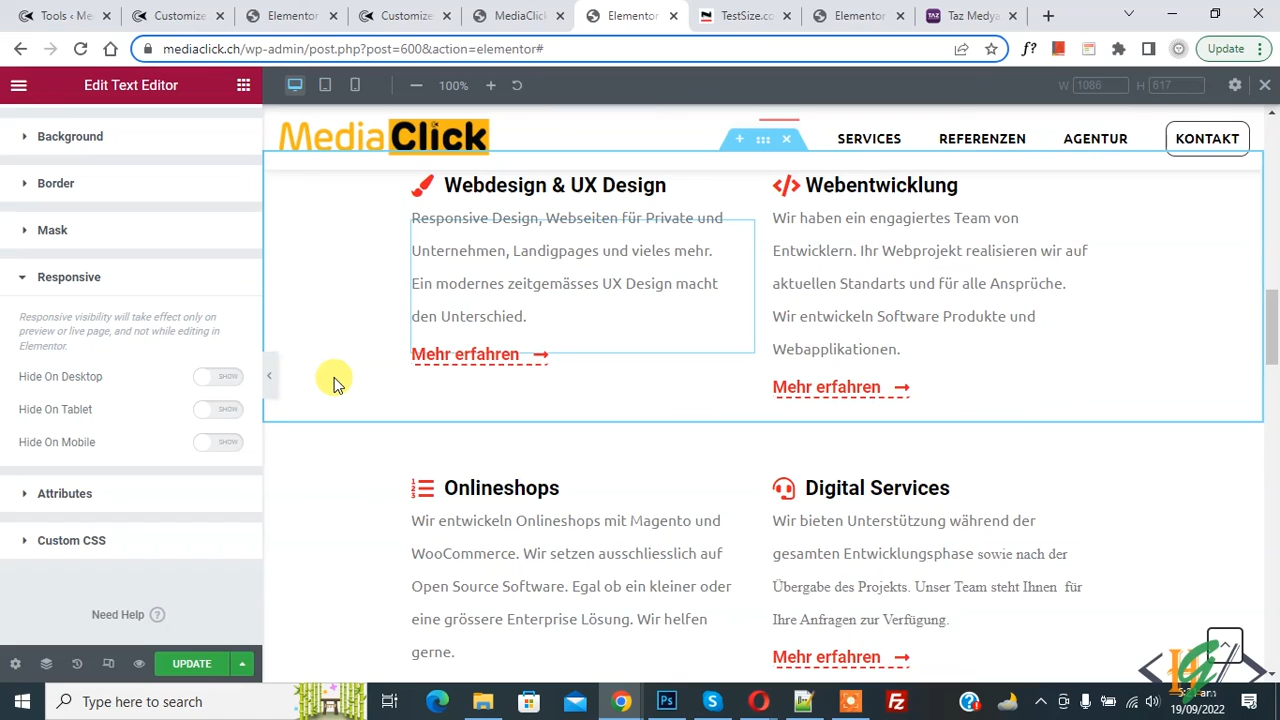 Tools ‹ Me
Customize
Elementor
Customize
MediaClick
Elementor
TestSize.co
Elementor
Taz Medya
mediaclick.ch/wp-admin/post.php?post=600&action=elementor#
f?
Update
Edit Text Editor
100%
W 1086
H 617
Background
Border
Mask
Responsive
Responsive visibility will take effect only on
preview or live page, and not while editing in
Elementor.
Hide On Desktop
SHOW
Hide On Tablet
SHOW
Hide On Mobile
SHOW
Attributes
Custom CSS
Need Help
UPDATE
MediaClick
SERVICES
REFERENZEN
AGENTUR
KONTAKT
Webdesign & UX Design
Responsive Design, Webseiten für Private und
Unternehmen, Landigpages und vieles mehr.
Ein modernes zeitgemässes UX Design macht
den Unterschied.
Mehr erfahren
Webentwicklung
Wir haben ein engagiertes Team von
Entwicklern. Ihr Webprojekt realisieren wir auf
aktuellen Standarts und für alle Ansprüche.
Wir entwickeln Software Produkte und
Webapplikationen.
Mehr erfahren
Onlineshops
Wir entwickeln Onlineshops mit Magento und
WooCommerce. Wir setzen ausschliesslich auf
Open Source Software. Egal ob ein kleiner oder
eine grössere Enterprise Lösung. Wir helfen
gerne.
Digital Services
Wir bieten Unterstützung während der
gesamten Entwicklungsphase sowie nach der
Übergabe des Projekts. Unser Team steht Ihnen für
Ihre Anfragen zur Verfügung.
Mehr erfahren
Type here to search
19/09/2022